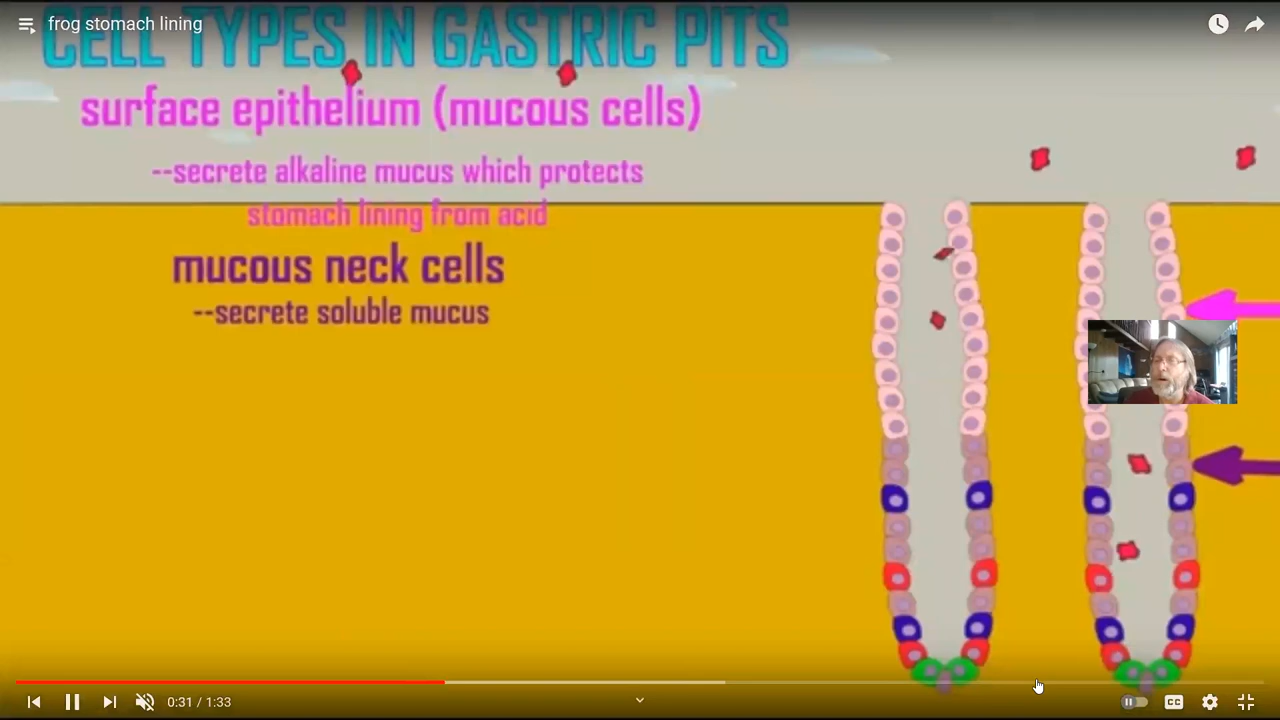 frog stomach lining
CELL TYPES IN GASTRIC PITS
surface epithelium (mucous cells)
--secrete alkaline mucus which protects
stomach lining from acid
mucous neck cells
--secrete soluble mucus
0:31 / 1:33
CC